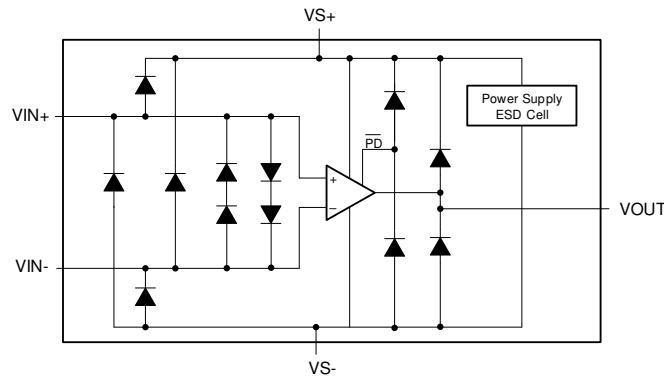 VS+
Power Supply
ESD Cell
VIN+
PD
+
−
VOUT
VIN-
VS-